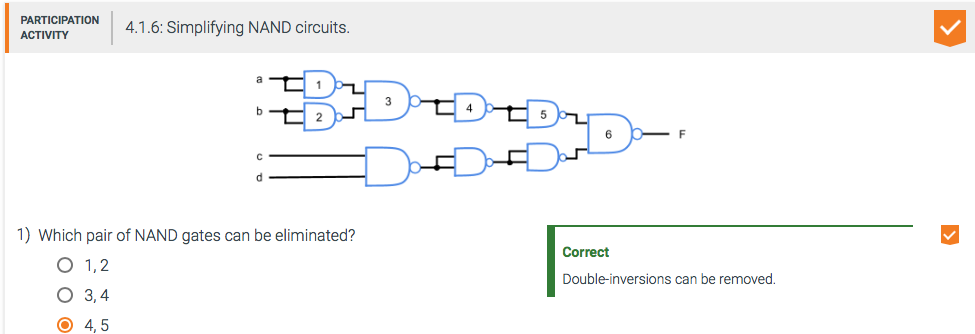 PARTICIPATION
ACTIVITY
4.1.6: Simplifying NAND circuits.
a
1
b
2
3
4
5
6
F
c
d
1) Which pair of NAND gates can be eliminated?
1, 2
3, 4
4, 5
Correct
Double-inversions can be removed.